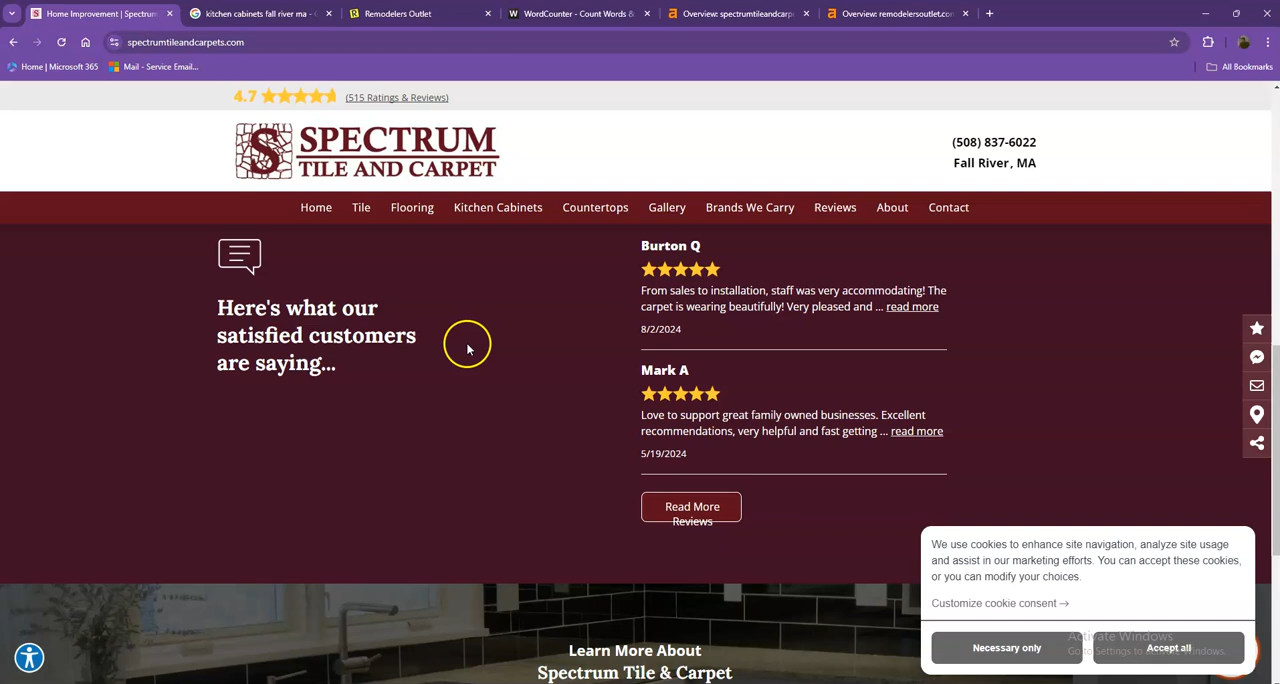 Home Improvement | Spectrum
kitchen cabinets fall river ma -
Remodelers Outlet
WordCounter - Count Words &
Overview: spectrumtileandcarpe
Overview: remodelersoutlet.com
spectrumtileandcarpets.com
Home | Microsoft 365
Mail - Service Email...
All Bookmarks
4.7
(515 Ratings & Reviews)
SPECTRUM
TILE AND CARPET
(508) 837-6022
Fall River, MA
Home
Tile
Flooring
Kitchen Cabinets
Countertops
Gallery
Brands We Carry
Reviews
About
Contact
Here's what our
satisfied customers
are saying...
Burton Q
From sales to installation, staff was very accommodating! The
carpet is wearing beautifully! Very pleased and ... read more
8/2/2024
Mark A
Love to support great family owned businesses. Excellent
recommendations, very helpful and fast getting ... read more
5/19/2024
Read More
Reviews
Learn More About
Spectrum Tile & Carpet
We use cookies to enhance site navigation, analyze site usage
and assist in our marketing efforts. You can accept these cookies,
or you can modify your choices.
Customize cookie consent →
Necessary only
Accept all
Activate Windows
Go to Settings to activate Windows.